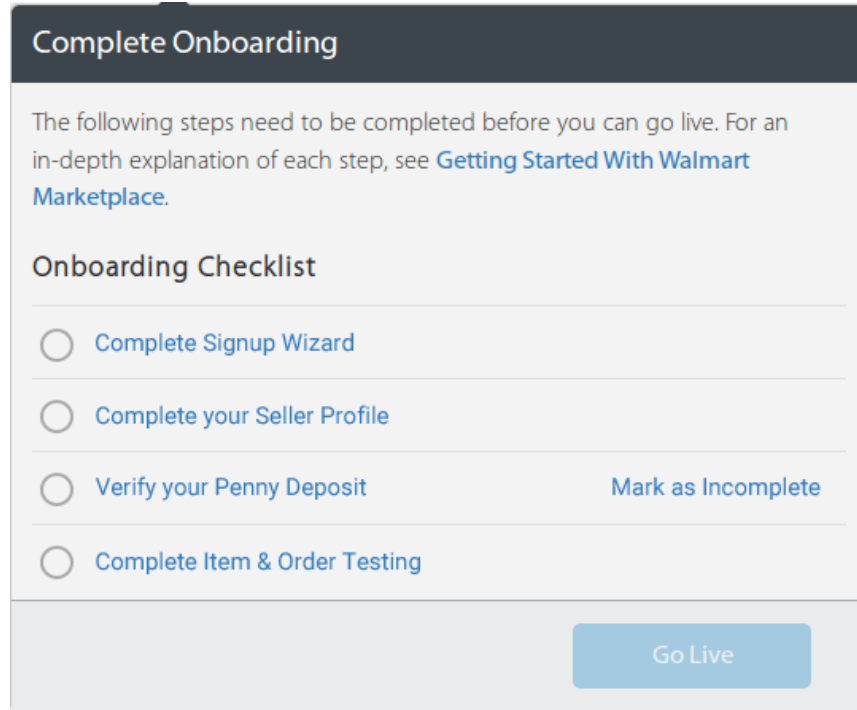 Complete Onboarding
The following steps need to be completed before you can go live. For an
in-depth explanation of each step, see Getting Started With Walmart
Marketplace.
Onboarding Checklist
Complete Signup Wizard
Complete your Seller Profile
Verify your Penny Deposit Mark as Incomplete
Complete Item & Order Testing
Go Live